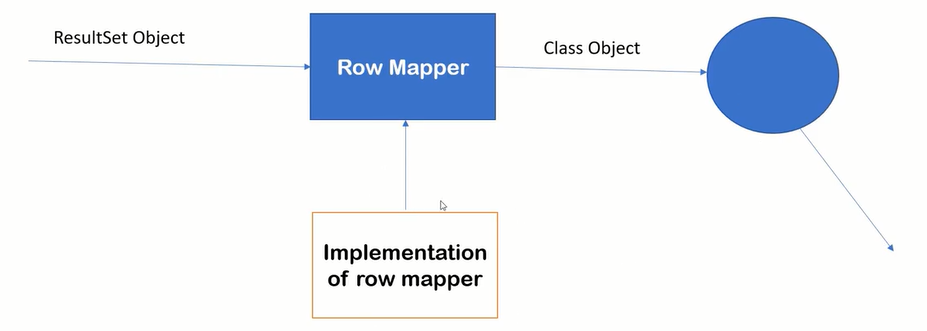 ResultSet Object
Row Mapper
Class Object
Implementation
of row mapper